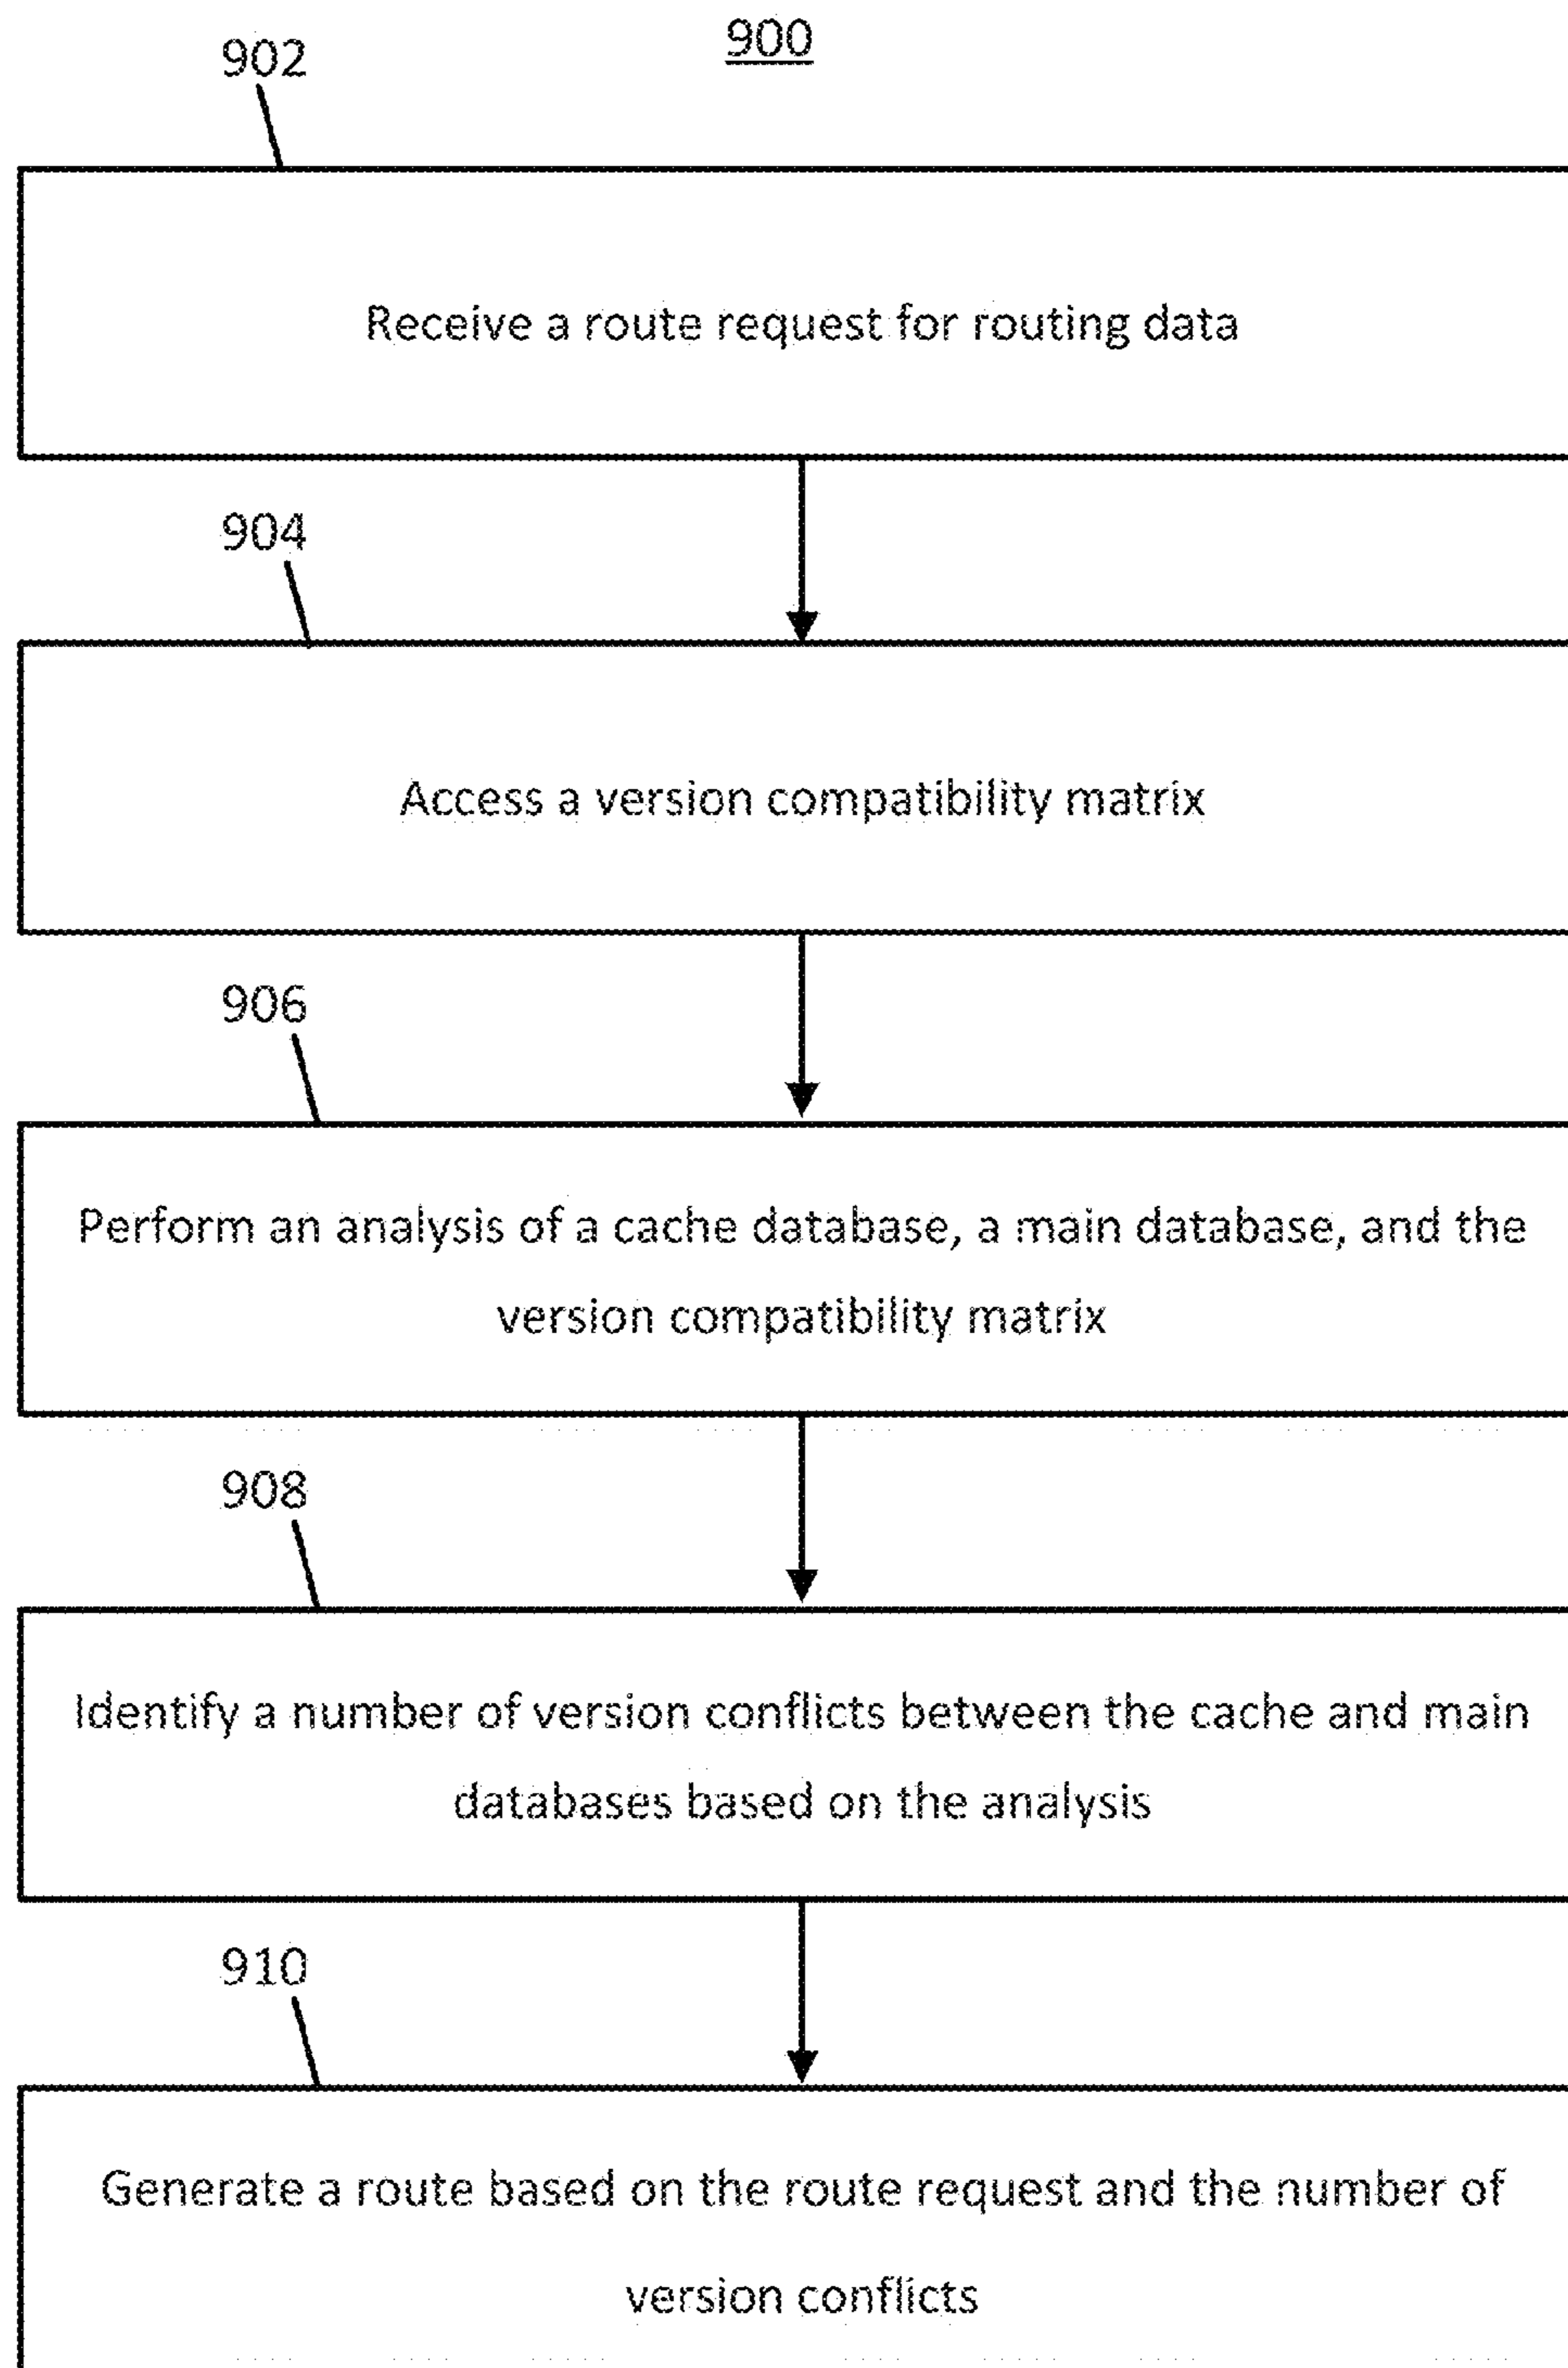 900
902
Receive a route request for routing data
904
Access a version compatibility matrix
906
Perform an analysis of a cache database, a main database, and the
version compatibility matrix
908
Identify a number of version conflicts between the cache and main
databases based on the analysis
910
Generate a route based on the route request and the number of
version conflicts